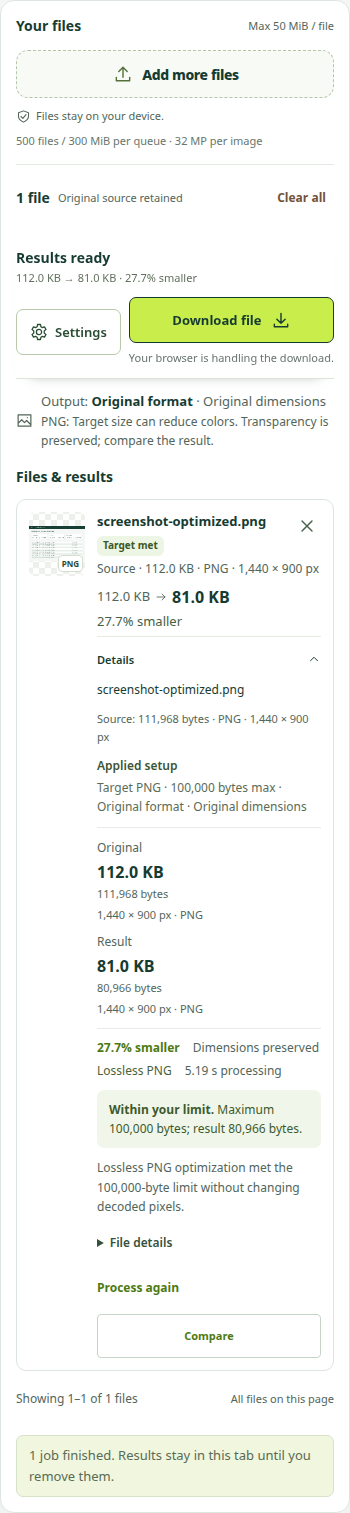 Your files
Max 50 MiB / file
Add more files
Files stay on your device.
500 files / 300 MiB per queue · 32 MP per image
1 file
Original source retained
Clear all
Results ready
112.0 KB → 81.0 KB · 27.7% smaller
Settings
Download file
Your browser is handling the download.
Output: Original format · Original dimensions
PNG: Target size can reduce colors. Transparency is
preserved; compare the result.
Files & results
PNG
screenshot-optimized.png
Target met
Source · 112.0 KB · PNG · 1,440 × 900 px
112.0 KB → 81.0 KB
27.7% smaller
Details
screenshot-optimized.png
Source: 111,968 bytes · PNG · 1,440 × 900
px
Applied setup
Target PNG · 100,000 bytes max ·
Original format · Original dimensions
Original
112.0 KB
111,968 bytes
1,440 × 900 px · PNG
Result
81.0 KB
80,966 bytes
1,440 × 900 px · PNG
27.7% smaller
Dimensions preserved
Lossless PNG
5.19 s processing
Within your limit. Maximum
100,000 bytes; result 80,966 bytes.
Lossless PNG optimization met the
100,000-byte limit without changing
decoded pixels.
File details
Process again
Compare
Showing 1–1 of 1 files
All files on this page
1 job finished. Results stay in this tab until you
remove them.